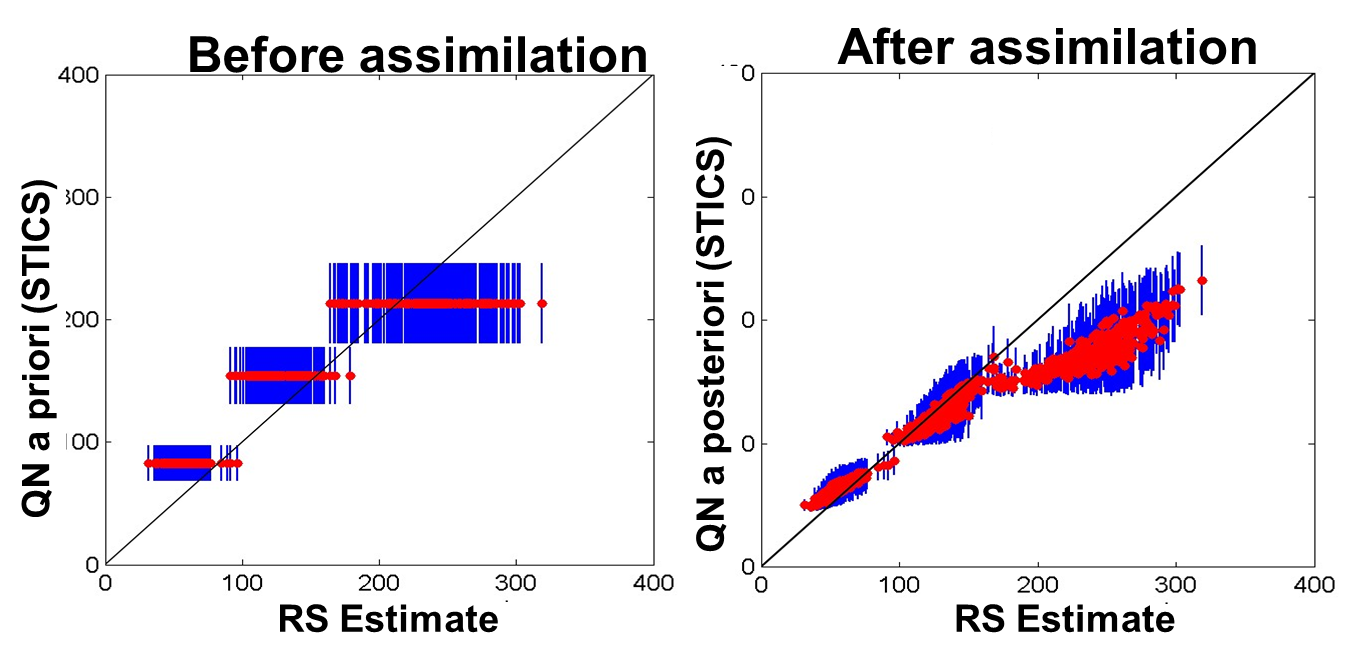 Before assimilation
After assimilation
QN a priori (STICS)
400
300
200
100
0
0 100 200 300 400
RS Estimate
QN a posteriori (STICS)
0
0
0
0
0
0 100 200 300 400
RS Estimate